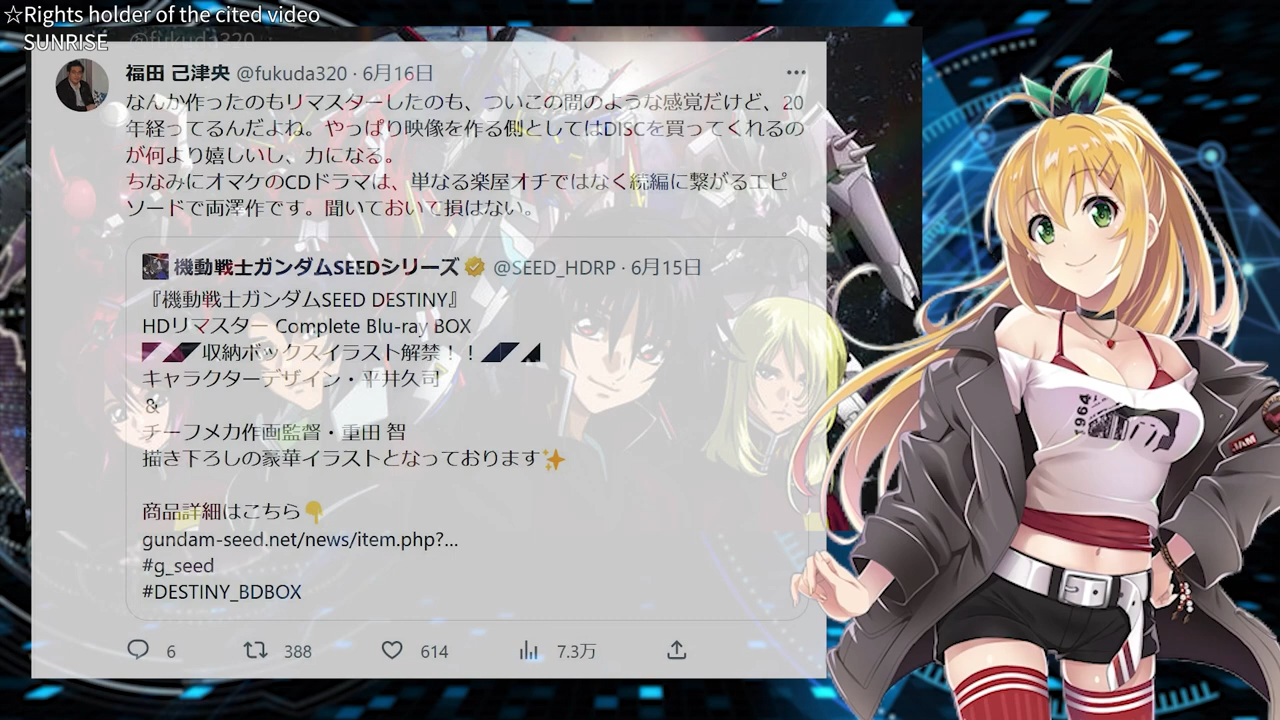 ☆Rights holder of the cited video
SUNRISE
@fukuda320
福田 己津央 @fukuda320 · 6月16日
なんか作ったのもリマスターしたのも、ついこの間のような感覚だけど、20
年経ってるんだよね。やっぱり映像を作る側としてはDISCを買ってくれるの
が何より嬉しいし、力になる。
ちなみにオマケのCDドラマは、単なる楽屋オチではなく続編に繋がるエピ
ソードで両澤作です。聞いておいて損はない。
機動戦士ガンダムSEEDシリーズ @SEED_HDRP · 6月15日
『機動戦士ガンダムSEED DESTINY』
HDリマスター Complete Blu-ray BOX
収納ボックスイラスト解禁！！
キャラクターデザイン・平井久司
&
チーフメカ作画監督・重田 智
描き下ろしの豪華イラストとなっております✨
商品詳細はこちら👇
gundam-seed.net/news/item.php?...
#g_seed
#DESTINY_BDBOX
6 388 614 7.3万
1964
JAM